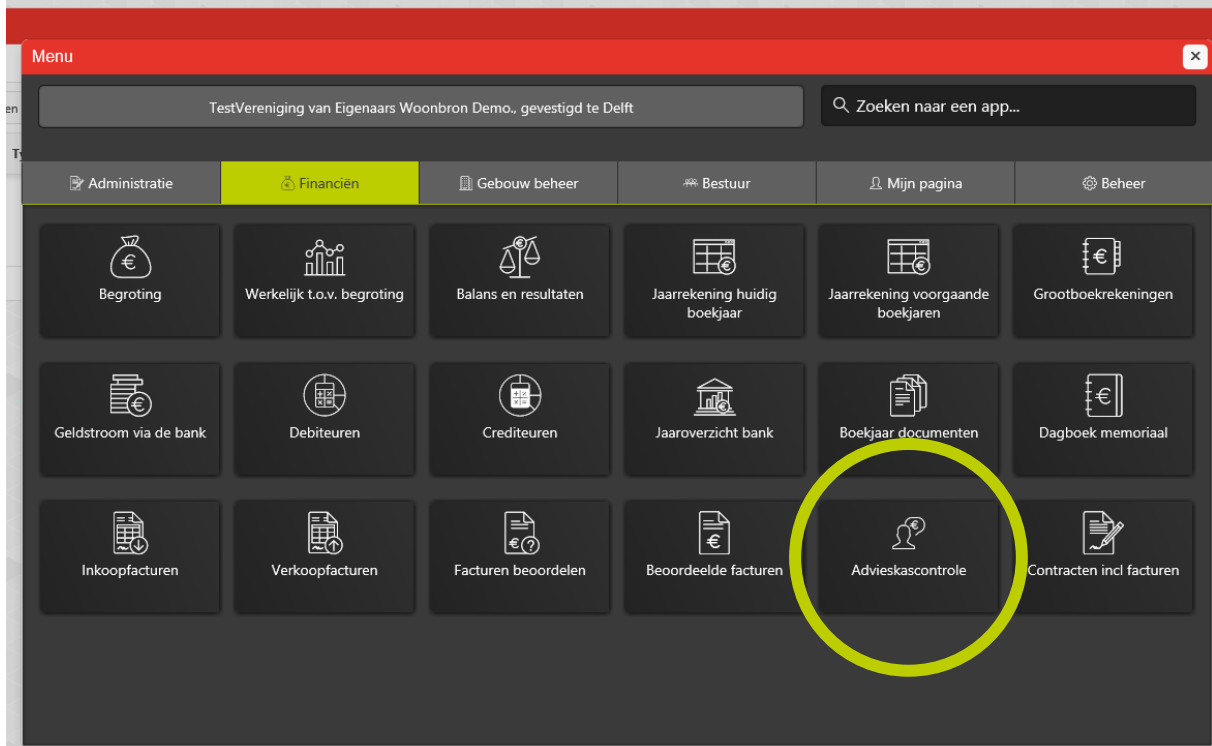 Menu
en
TestVereniging van Eigenaars Woonbron Demo., gevestigd te Delft
Zoeken naar een app...
Administratie
Financiën
Gebouw beheer
Bestuur
Mijn pagina
Beheer
Begroting
Werkelijk t.o.v. begroting
Balans en resultaten
Jaarrekening huidig
boekjaar
Jaarrekening voorgaande
boekjaren
Grootboekrekeningen
Geldstroom via de bank
Debiteuren
Crediteuren
Jaaroverzicht bank
Boekjaar documenten
Dagboek memoriaal
Inkoopfacturen
Verkoopfacturen
Facturen beoordelen
Beoordeelde facturen
Advieskascontrole
Contracten incl facturen